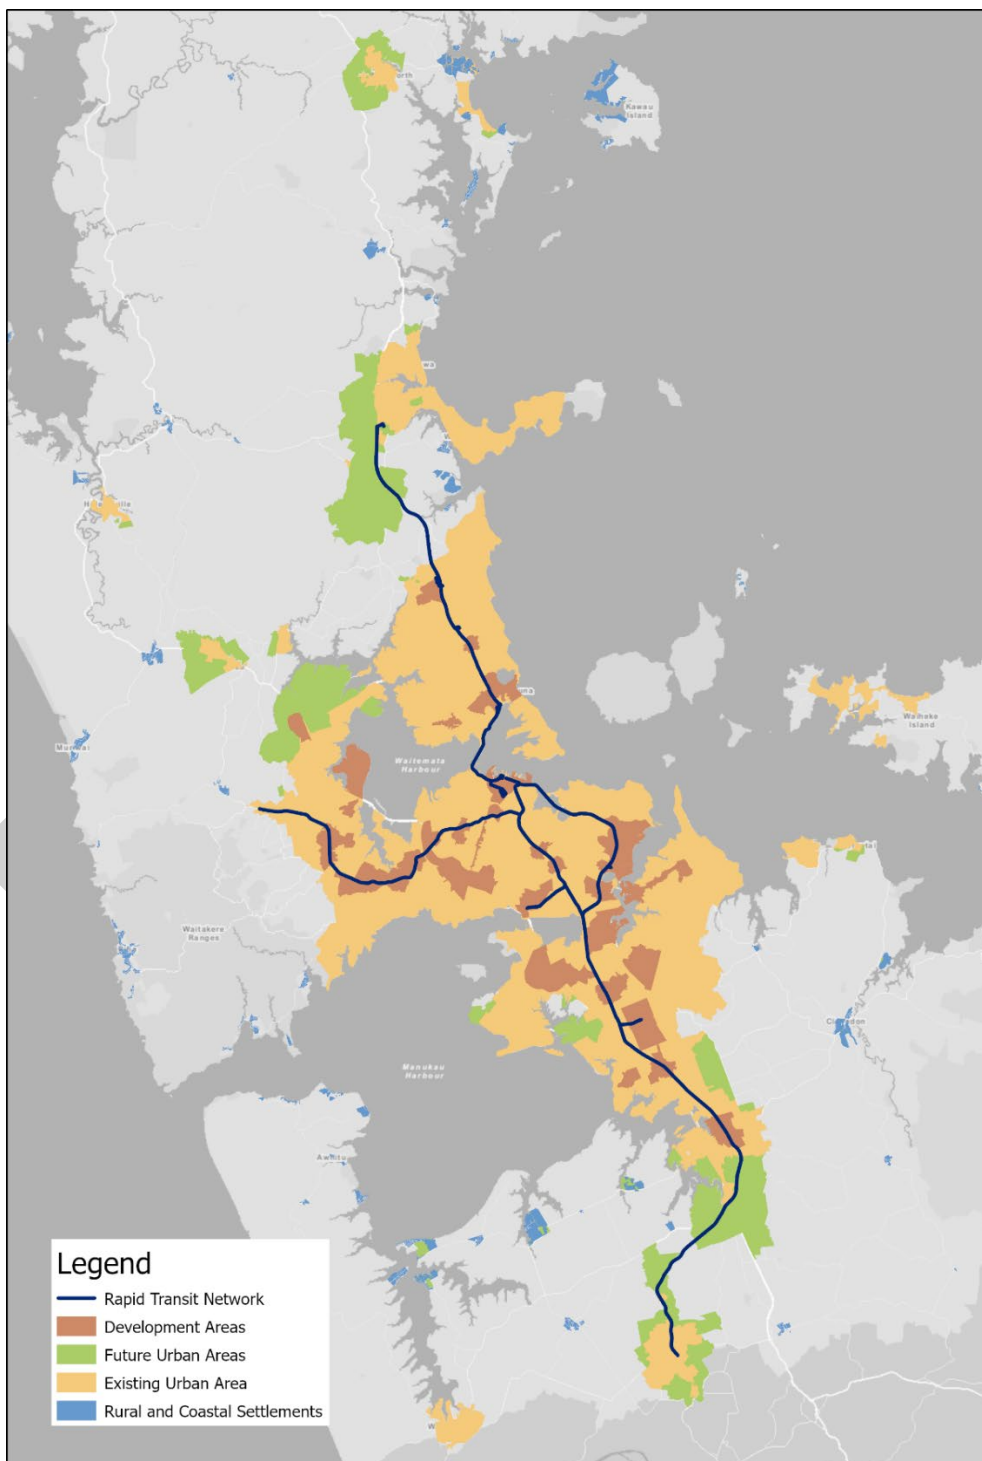 Kawau
Island
Waitemata
Harbour
Waiheke
Island
Waitakere
Ranges
Manukau
Harbour
Awhitu
Legend
Rapid Transit Network
Development Areas
Future Urban Areas
Existing Urban Area
Rural and Coastal Settlements